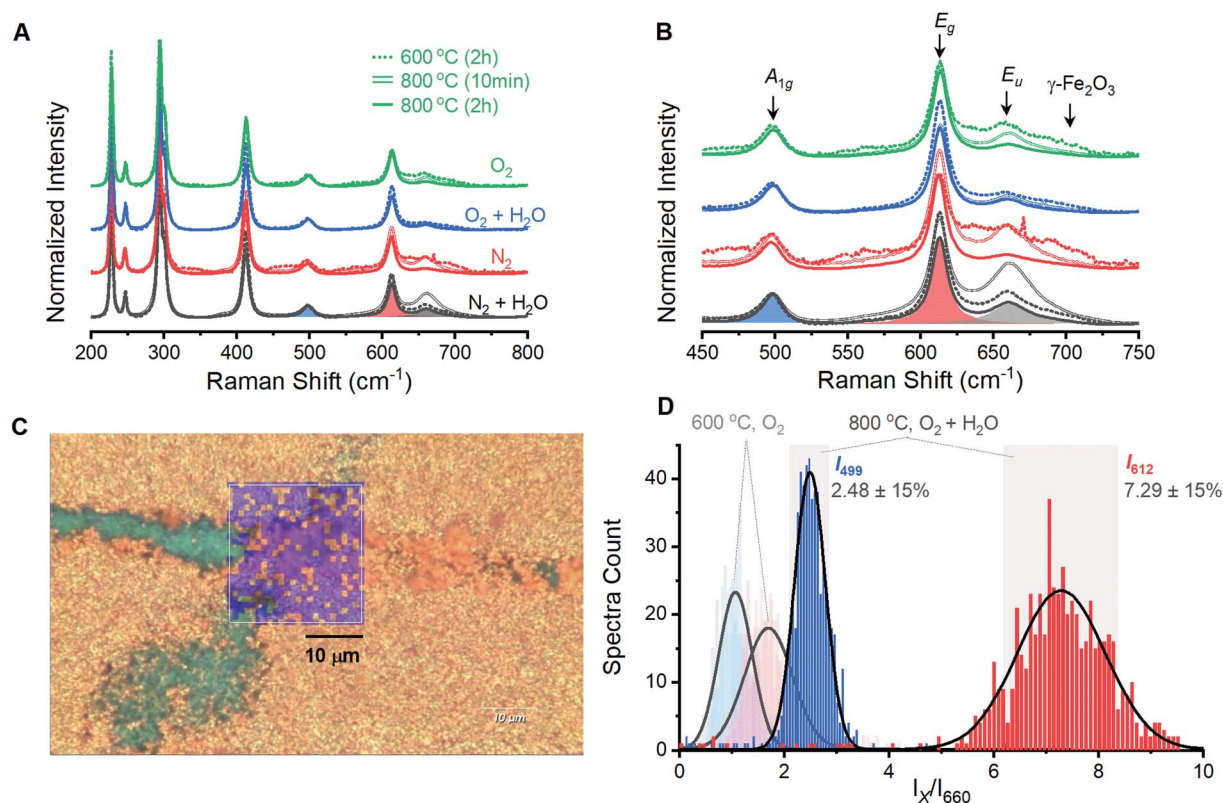 A
Normalized Intensity
600 °C (2h)
800 °C (10min)
800 °C (2h)
O₂
O₂ + H₂O
N₂
N₂ + H₂O
200 300 400 500 600 700 800
Raman Shift (cm⁻¹)
B
Normalized Intensity
A₁g
Eg
Eu
γ-Fe₂O₃
450 500 550 600 650 700 750
Raman Shift (cm⁻¹)
C
10 μm
10 μm
D
600 °C, O₂
800 °C, O₂ + H₂O
I₄₉₉
2.48 ± 15%
I₆₁₂
7.29 ± 15%
Spectra Count
40
30
20
10
0
0 2 4 6 8 10
Iₓ/I₆₆₀